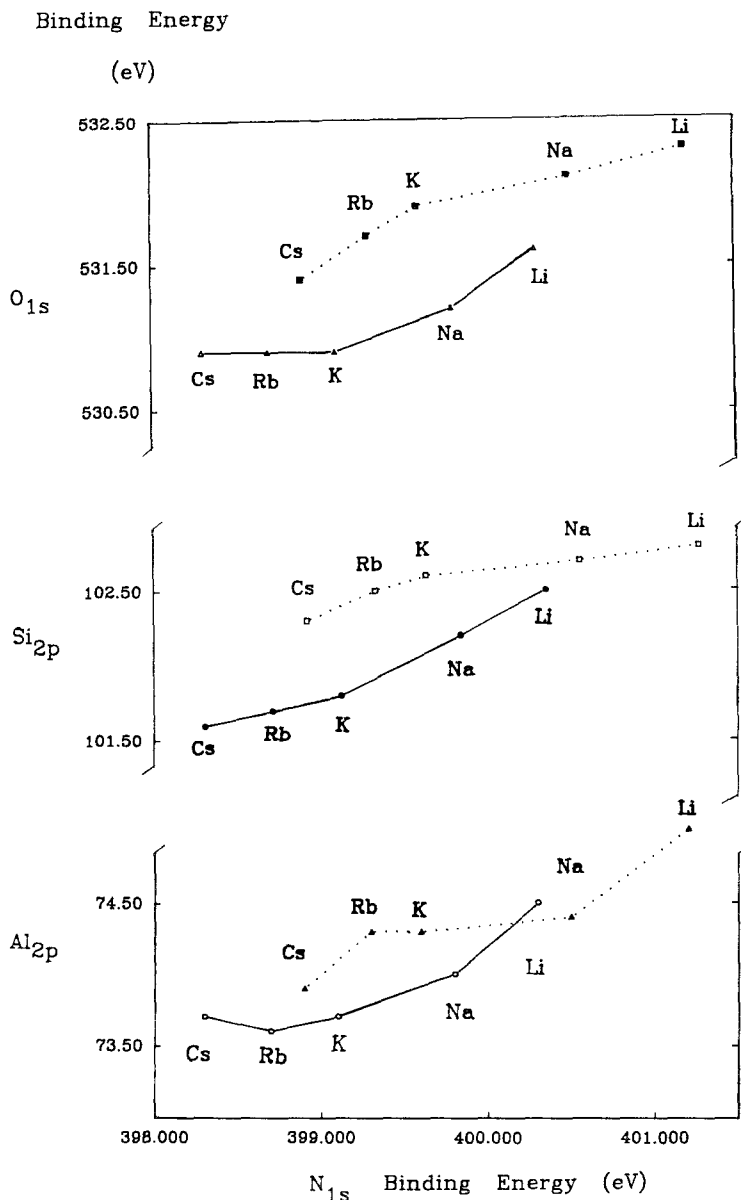 Binding Energy
(eV)
532.50
Li
Na
K
Rb
Cs
531.50
Li
O1s
Na
Cs
Rb
K
530.50
Li
Na
K
Rb
Cs
102.50
Li
Si2p
Na
K
Rb
Cs
101.50
Li
Na
74.50
Rb
K
Cs
Al2p
Li
Na
K
73.50
Cs
Rb
398.000
399.000
400.000
401.000
N1s Binding Energy (eV)